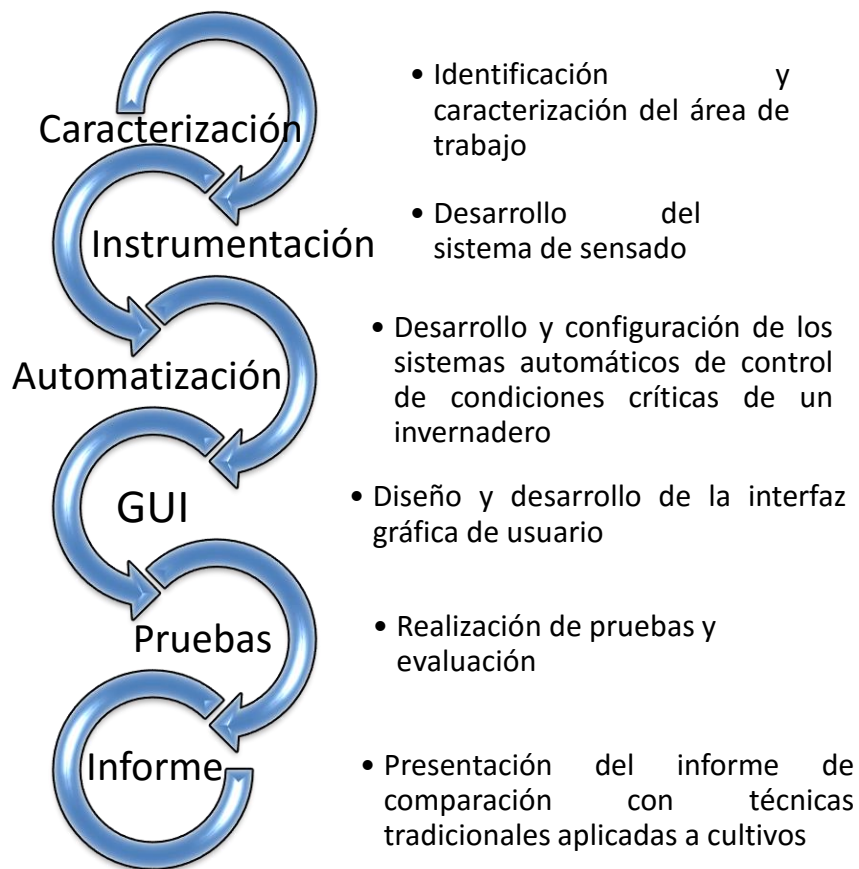 Caracterización
• Identificación y
caracterización del área de
trabajo
Instrumentación
• Desarrollo del
sistema de sensado
Automatización
• Desarrollo y configuración de los
sistemas automáticos de control
de condiciones críticas de un
invernadero
GUI
• Diseño y desarrollo de la interfaz
gráfica de usuario
Pruebas
• Realización de pruebas y
evaluación
Informe
• Presentación del informe de
comparación con técnicas
tradicionales aplicadas a cultivos